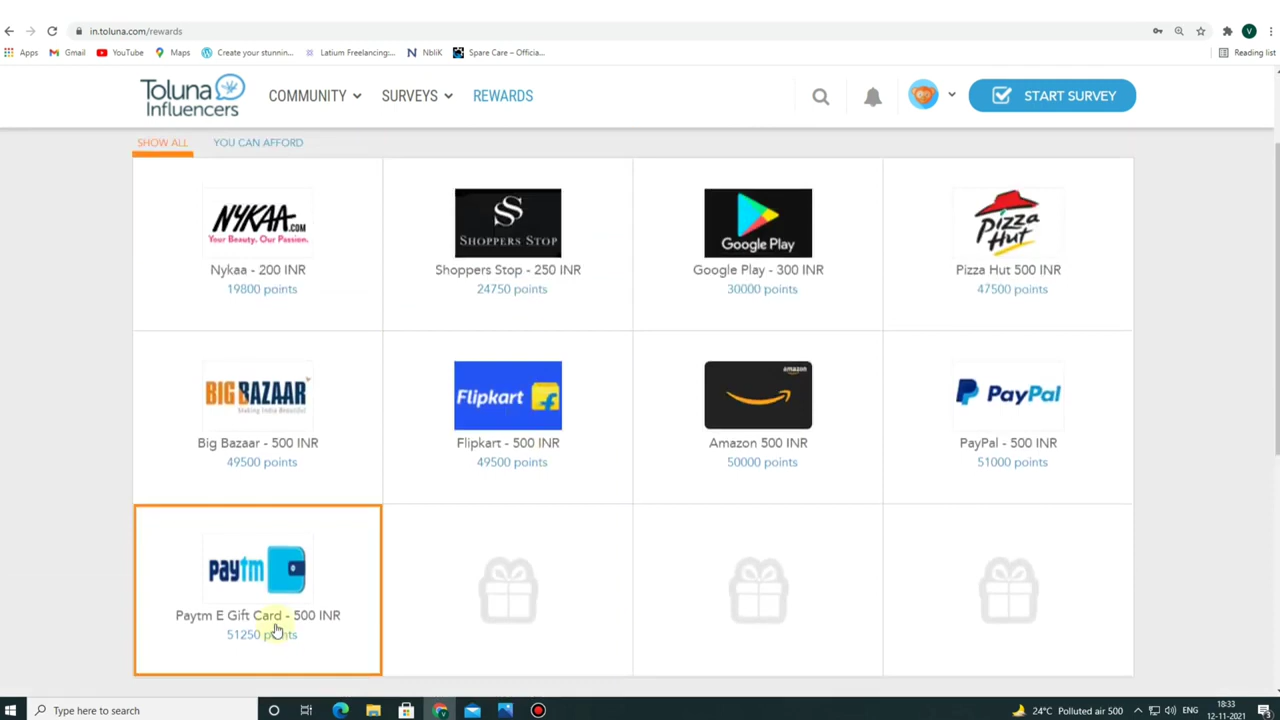 in.toluna.com/rewards
Apps Gmail YouTube Maps Create your stunnin... Latium Freelancing:... NbliK Spare Care – Officia... Reading list
Toluna Influencers COMMUNITY SURVEYS REWARDS START SURVEY
SHOW ALL YOU CAN AFFORD
NYKAA.COM
Your Beauty. Our Passion.
Nykaa - 200 INR
19800 points
SS
SHOPPERS STOP
Shoppers Stop - 250 INR
24750 points
Google Play
Google Play - 300 INR
30000 points
Pizza Hut
Pizza Hut 500 INR
47500 points
BIG BAZAAR
Making India Beautiful
Big Bazaar - 500 INR
49500 points
Flipkart
Flipkart - 500 INR
49500 points
amazon
Amazon 500 INR
50000 points
PayPal
PayPal - 500 INR
51000 points
paytm
Paytm E Gift Card - 500 INR
51250 points
Type here to search
24°C Polluted air 500 ENG
18:33
12-11-2021